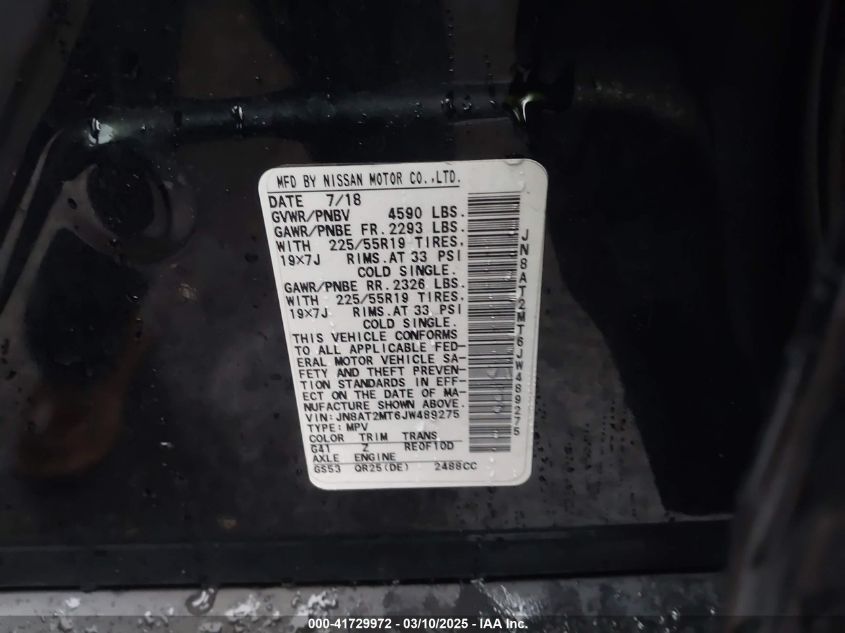 MFD BY NISSAN MOTOR CO.,LTD.
DATE 7/18
GVWR/PNBV 4590 LBS.
GAWR/PNBE FR. 2293 LBS.
WITH 225/55R19 TIRES,
19×7J RIMS. AT 33 PSI
COLD SINGLE.
GAWR/PNBE RR. 2326 LBS.
WITH 225/55R19 TIRES,
19×7J RIMS. AT 33 PSI
COLD SINGLE.
THIS VEHICLE CONFORMS
TO ALL APPLICABLE FED-
ERAL MOTOR VEHICLE SA-
FETY AND THEFT PREVEN-
TION STANDARDS IN EFF-
ECT ON THE DATE OF MA-
NUFACTURE SHOWN ABOVE.
VIN: JN8AT2MT6JW489275
TYPE: MPV
COLOR TRIM TRANS
G41 Z RE0F10D
AXLE ENGINE
GS53 QR25(DE) 2488CC
JN8AT2MT6JW489275
000-41729972 - 03/10/2025 - IAA Inc.